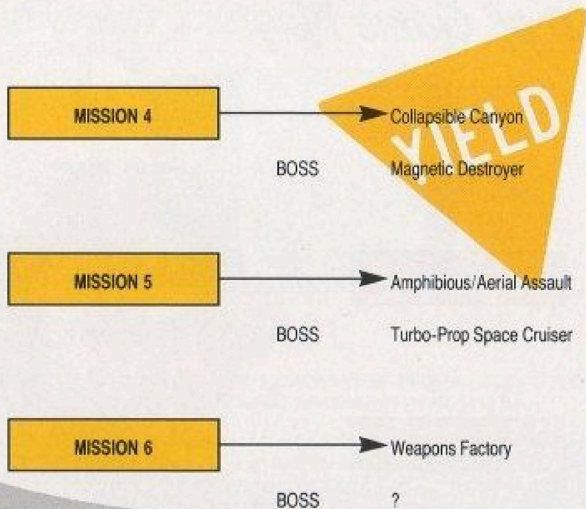 MISSION 4 Collapsible Canyon
BOSS Magnetic Destroyer
YIELD
MISSION 5 Amphibious/Aerial Assault
BOSS Turbo-Prop Space Cruiser
MISSION 6 Weapons Factory
BOSS ?